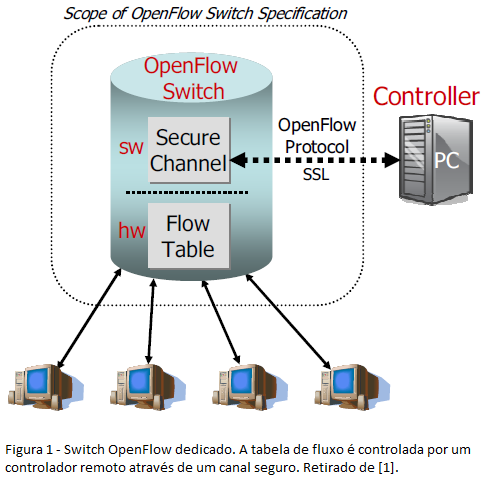 Scope of OpenFlow Switch Specification
OpenFlow
Switch
Controller
sw
Secure
Channel
OpenFlow
Protocol
SSL
PC
hw
Flow
Table
Figura 1 - Switch OpenFlow dedicado. A tabela de fluxo é controlada por um
controlador remoto através de um canal seguro. Retirado de [1].